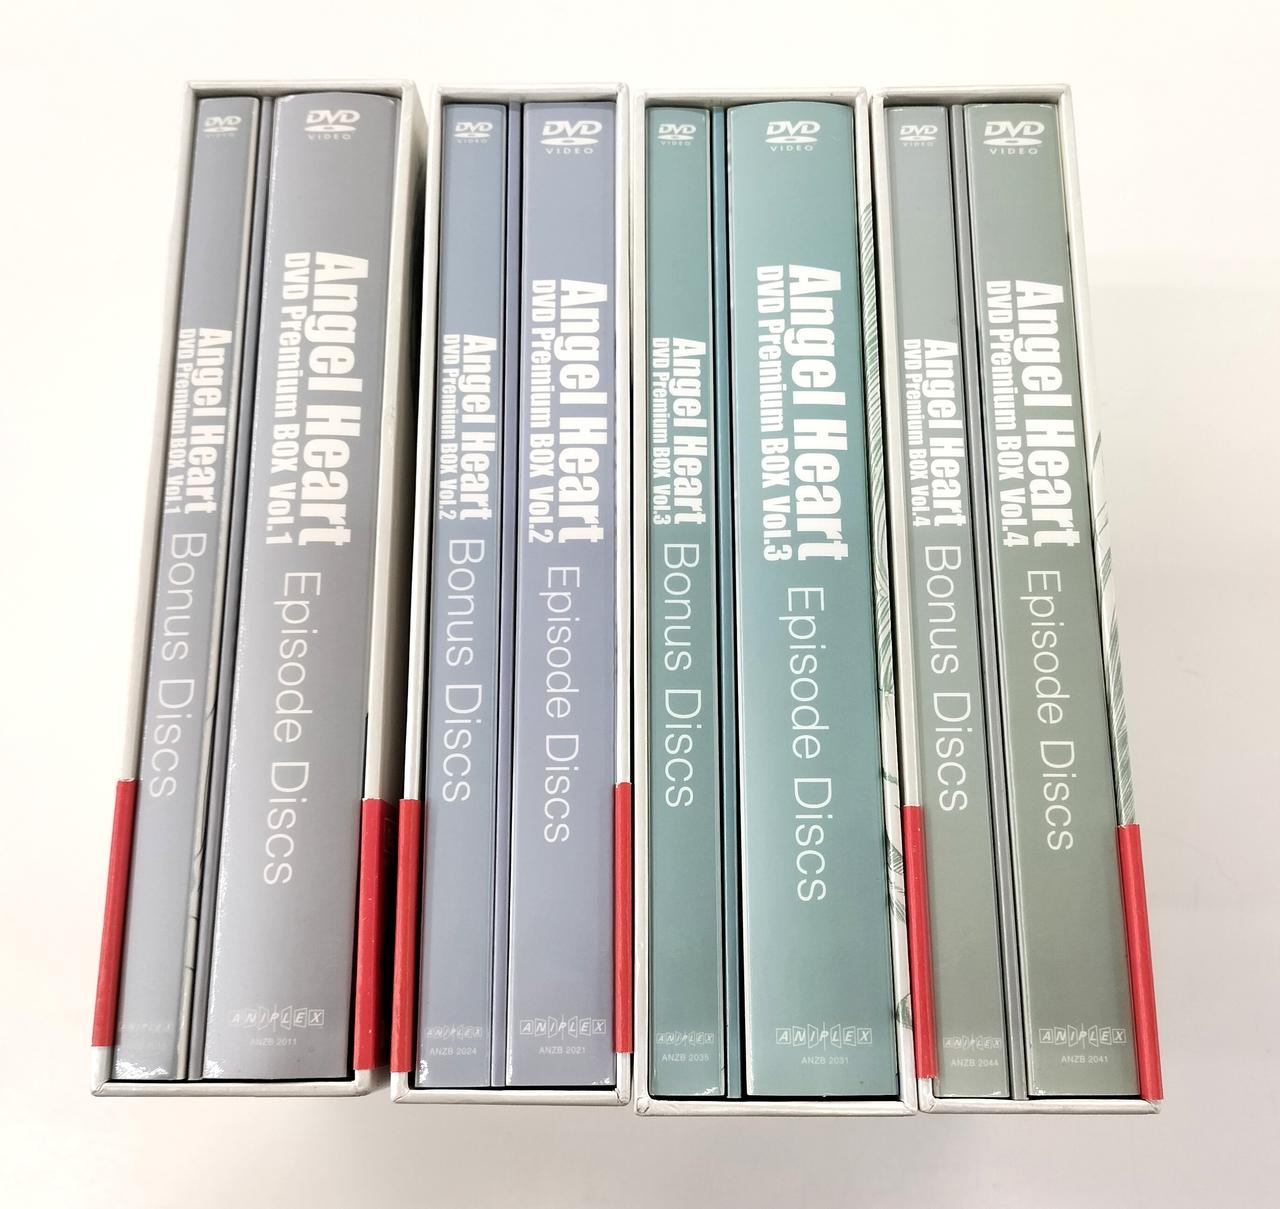 DVD
VIDEO
Angel Heart
DVD Premium BOX Vol.1
Bonus Discs
ANIPLEX
DVD
VIDEO
Angel Heart
DVD Premium BOX Vol.1
Episode Discs
ANIPLEX
ANZB 2011
DVD
VIDEO
Angel Heart
DVD Premium BOX Vol.2
Bonus Discs
ANIPLEX
ANZB 2024
DVD
VIDEO
Angel Heart
DVD Premium BOX Vol.2
Episode Discs
ANIPLEX
ANZB 2021
DVD
VIDEO
Angel Heart
DVD Premium BOX Vol.3
Bonus Discs
ANIPLEX
ANZB 2035
DVD
VIDEO
Angel Heart
DVD Premium BOX Vol.3
Episode Discs
ANIPLEX
ANZB 2031
DVD
VIDEO
Angel Heart
DVD Premium BOX Vol.4
Bonus Discs
ANIPLEX
ANZB 2044
DVD
VIDEO
Angel Heart
DVD Premium BOX Vol.4
Episode Discs
ANIPLEX
ANZB 2041